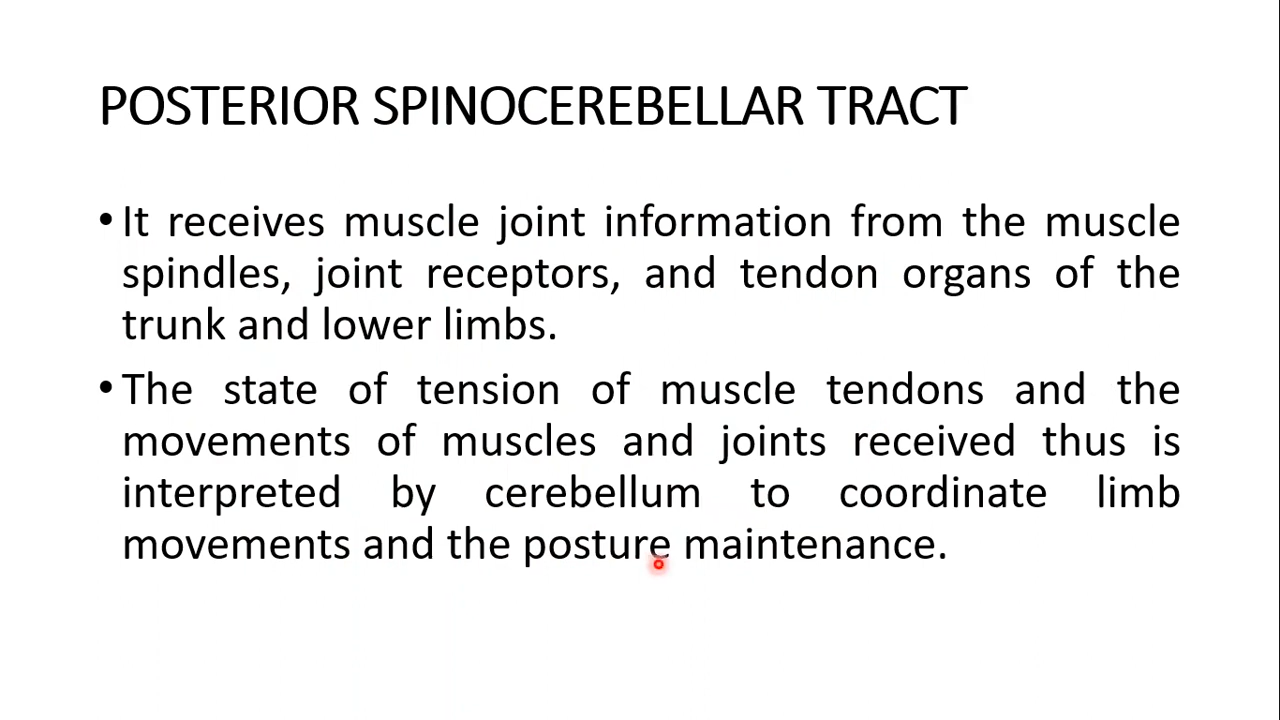 POSTERIOR SPINOCEREBELLAR TRACT
•It receives muscle joint information from the muscle
spindles, joint receptors, and tendon organs of the
trunk and lower limbs.
•The state of tension of muscle tendons and the
movements of muscles and joints received thus is
interpreted by cerebellum to coordinate limb
movements and the posture maintenance.